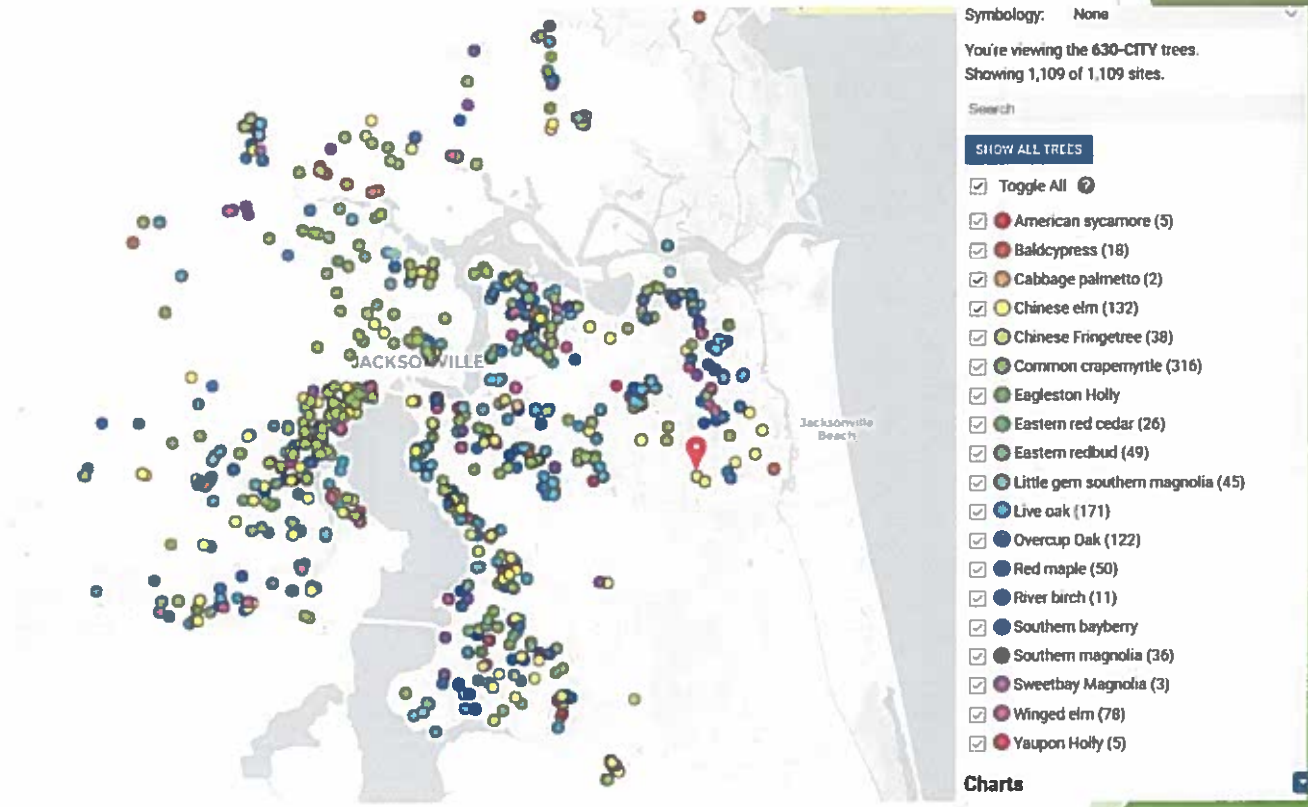 Symbology: None
You're viewing the 630-CITY trees.
Showing 1,109 of 1,109 sites.
Search
SHOW ALL TREES
Toggle All ?
American sycamore (5)
Baldcypress (18)
Cabbage palmetto (2)
Chinese elm (132)
Chinese Fringetree (38)
Common crapemyrtle (316)
Eagleston Holly
Eastern red cedar (26)
Eastern redbud (49)
Little gem southern magnolia (45)
Live oak (171)
Overcup Oak (122)
Red maple (50)
River birch (11)
Southern bayberry
Southern magnolia (36)
Sweetbay Magnolia (3)
Winged elm (78)
Yaupon Holly (5)
Charts
JACKSONVILLE
Jacksonville
Beach